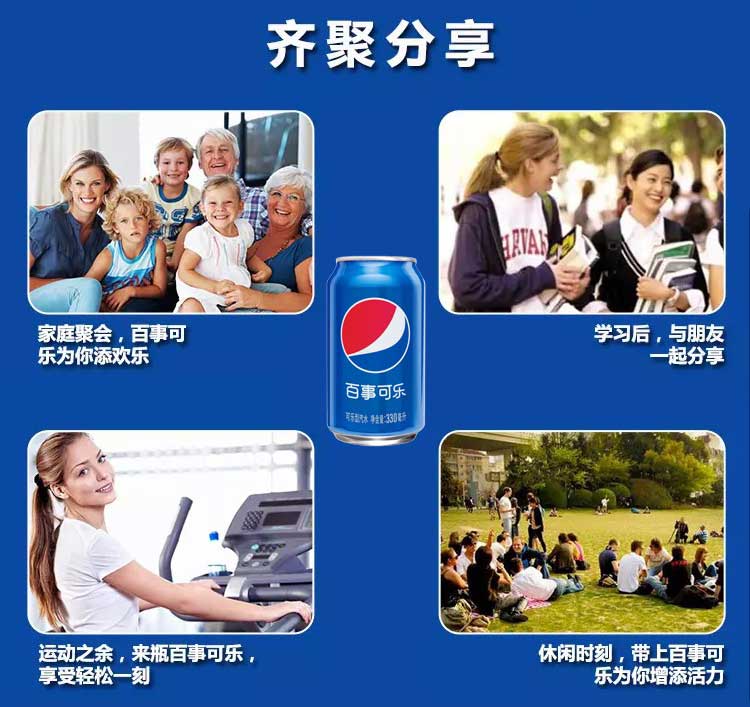 齐聚分享
HARVA
家庭聚会，百事可
乐为你添欢乐
学习后，与朋友
一起分享
百事可乐
可乐型汽水 净含量:330毫升
运动之余，来瓶百事可乐，
享受轻松一刻
休闲时刻，带上百事可
乐为你增添活力